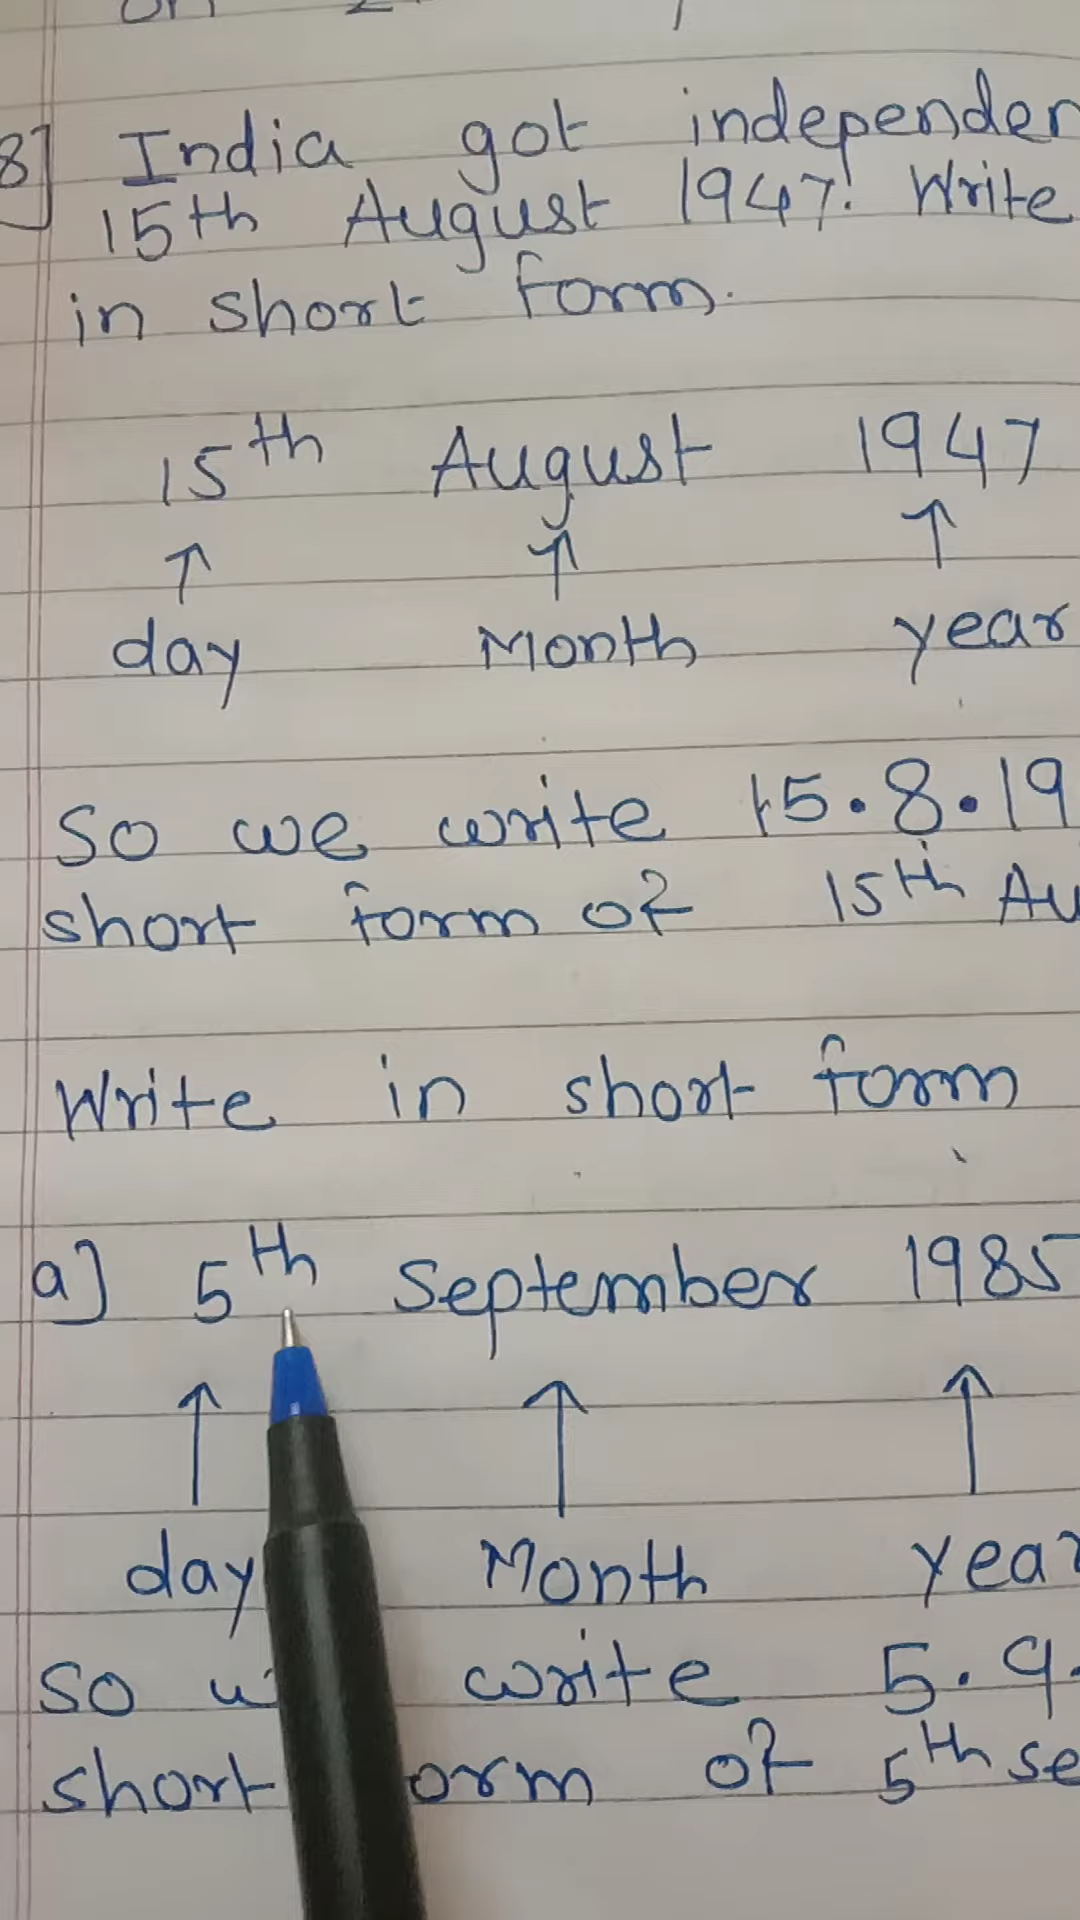 8] India got independen
15th August 1947! Write
in short form.
15th August 1947
↑ ↑ ↑
day Month year
So we write 15.8.19
short form of 15th Au
Write in short form
a] 5th September 1985
↑ ↑ ↑
day Month year
So w write 5.9.
short orm of 5th se